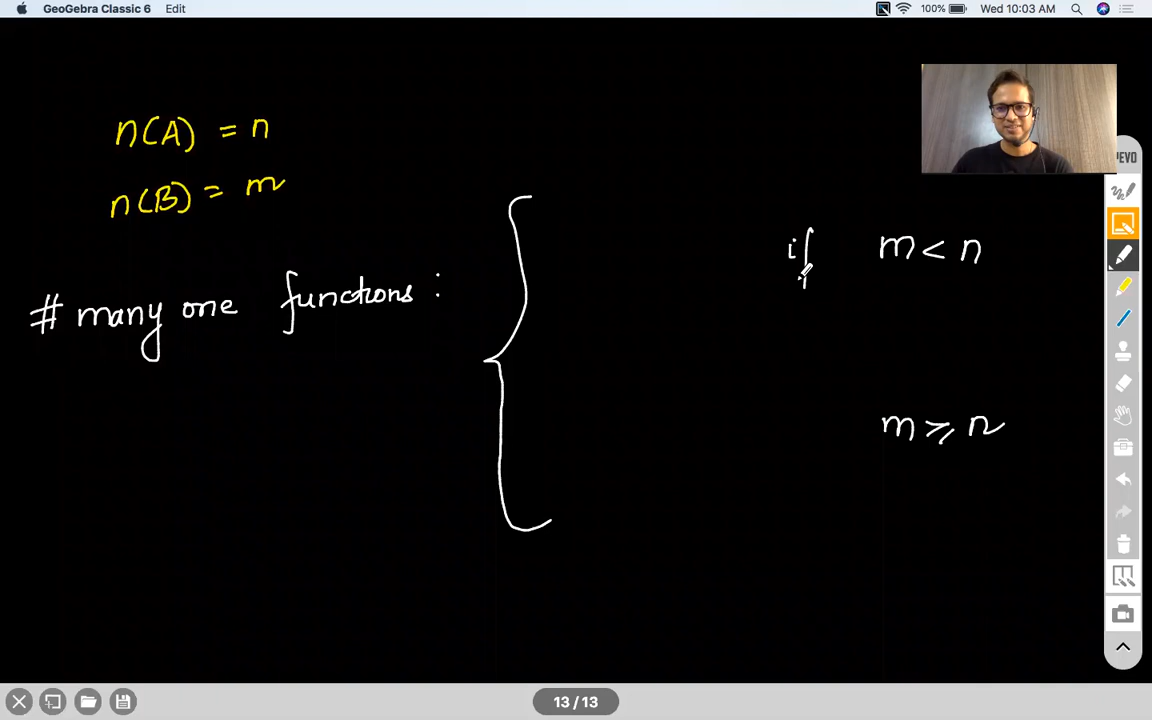 GeoGebra Classic 6 Edit 100% Wed 10:03 AM
n(A) = n
n(B) = m
# many one functions :
if m < n
m ⩾ n
13 / 13